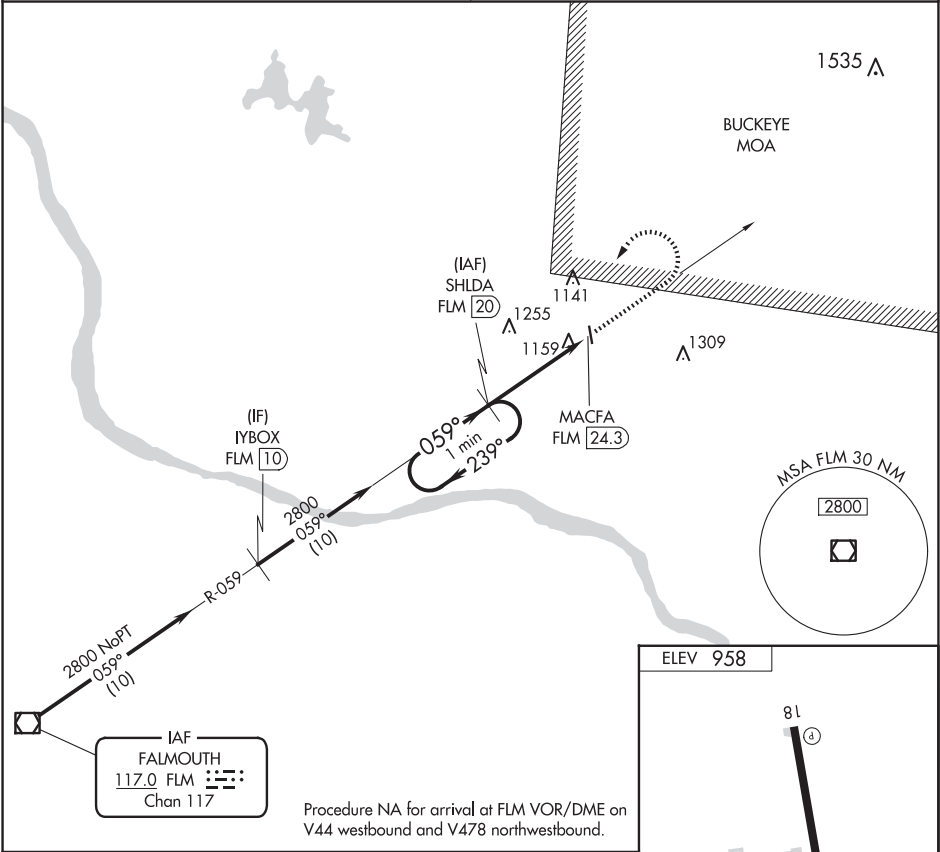 1535
BUCKEYE
MOA
(IAF)
SHLDA
FLM 20
1141
1255
1159
1309
MACFA
FLM 24.3
(IF)
IYBOX
FLM 10
059°
1 min
239°
2800
059°
(10)
R-059
2800 NoPT
059°
(10)
MSA FLM 30 NM
2800
IAF
FALMOUTH
117.0 FLM
Chan 117
Procedure NA for arrival at FLM VOR/DME on
V44 westbound and V478 northwestbound.
ELEV 958
18
P